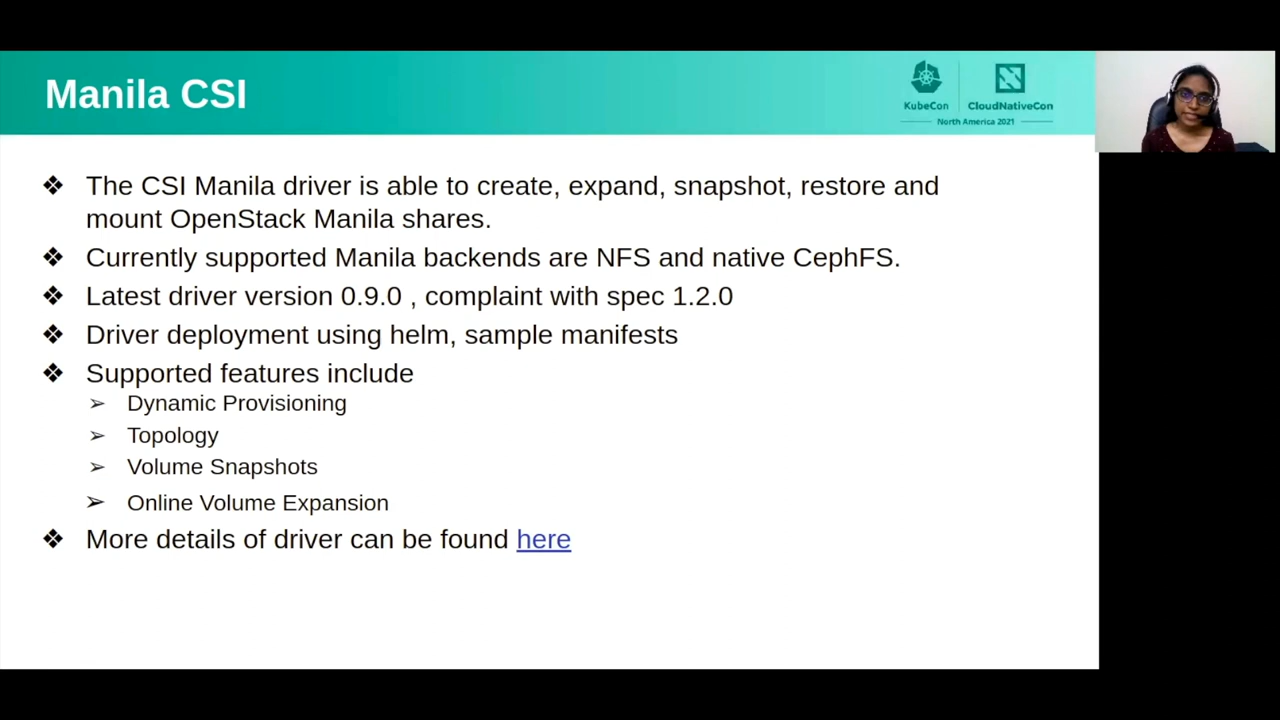 Manila CSI
KubeCon
CloudNativeCon
North America 2021
❖ The CSI Manila driver is able to create, expand, snapshot, restore and
mount OpenStack Manila shares.
❖ Currently supported Manila backends are NFS and native CephFS.
❖ Latest driver version 0.9.0 , complaint with spec 1.2.0
❖ Driver deployment using helm, sample manifests
❖ Supported features include
➢ Dynamic Provisioning
➢ Topology
➢ Volume Snapshots
➢ Online Volume Expansion
❖ More details of driver can be found here